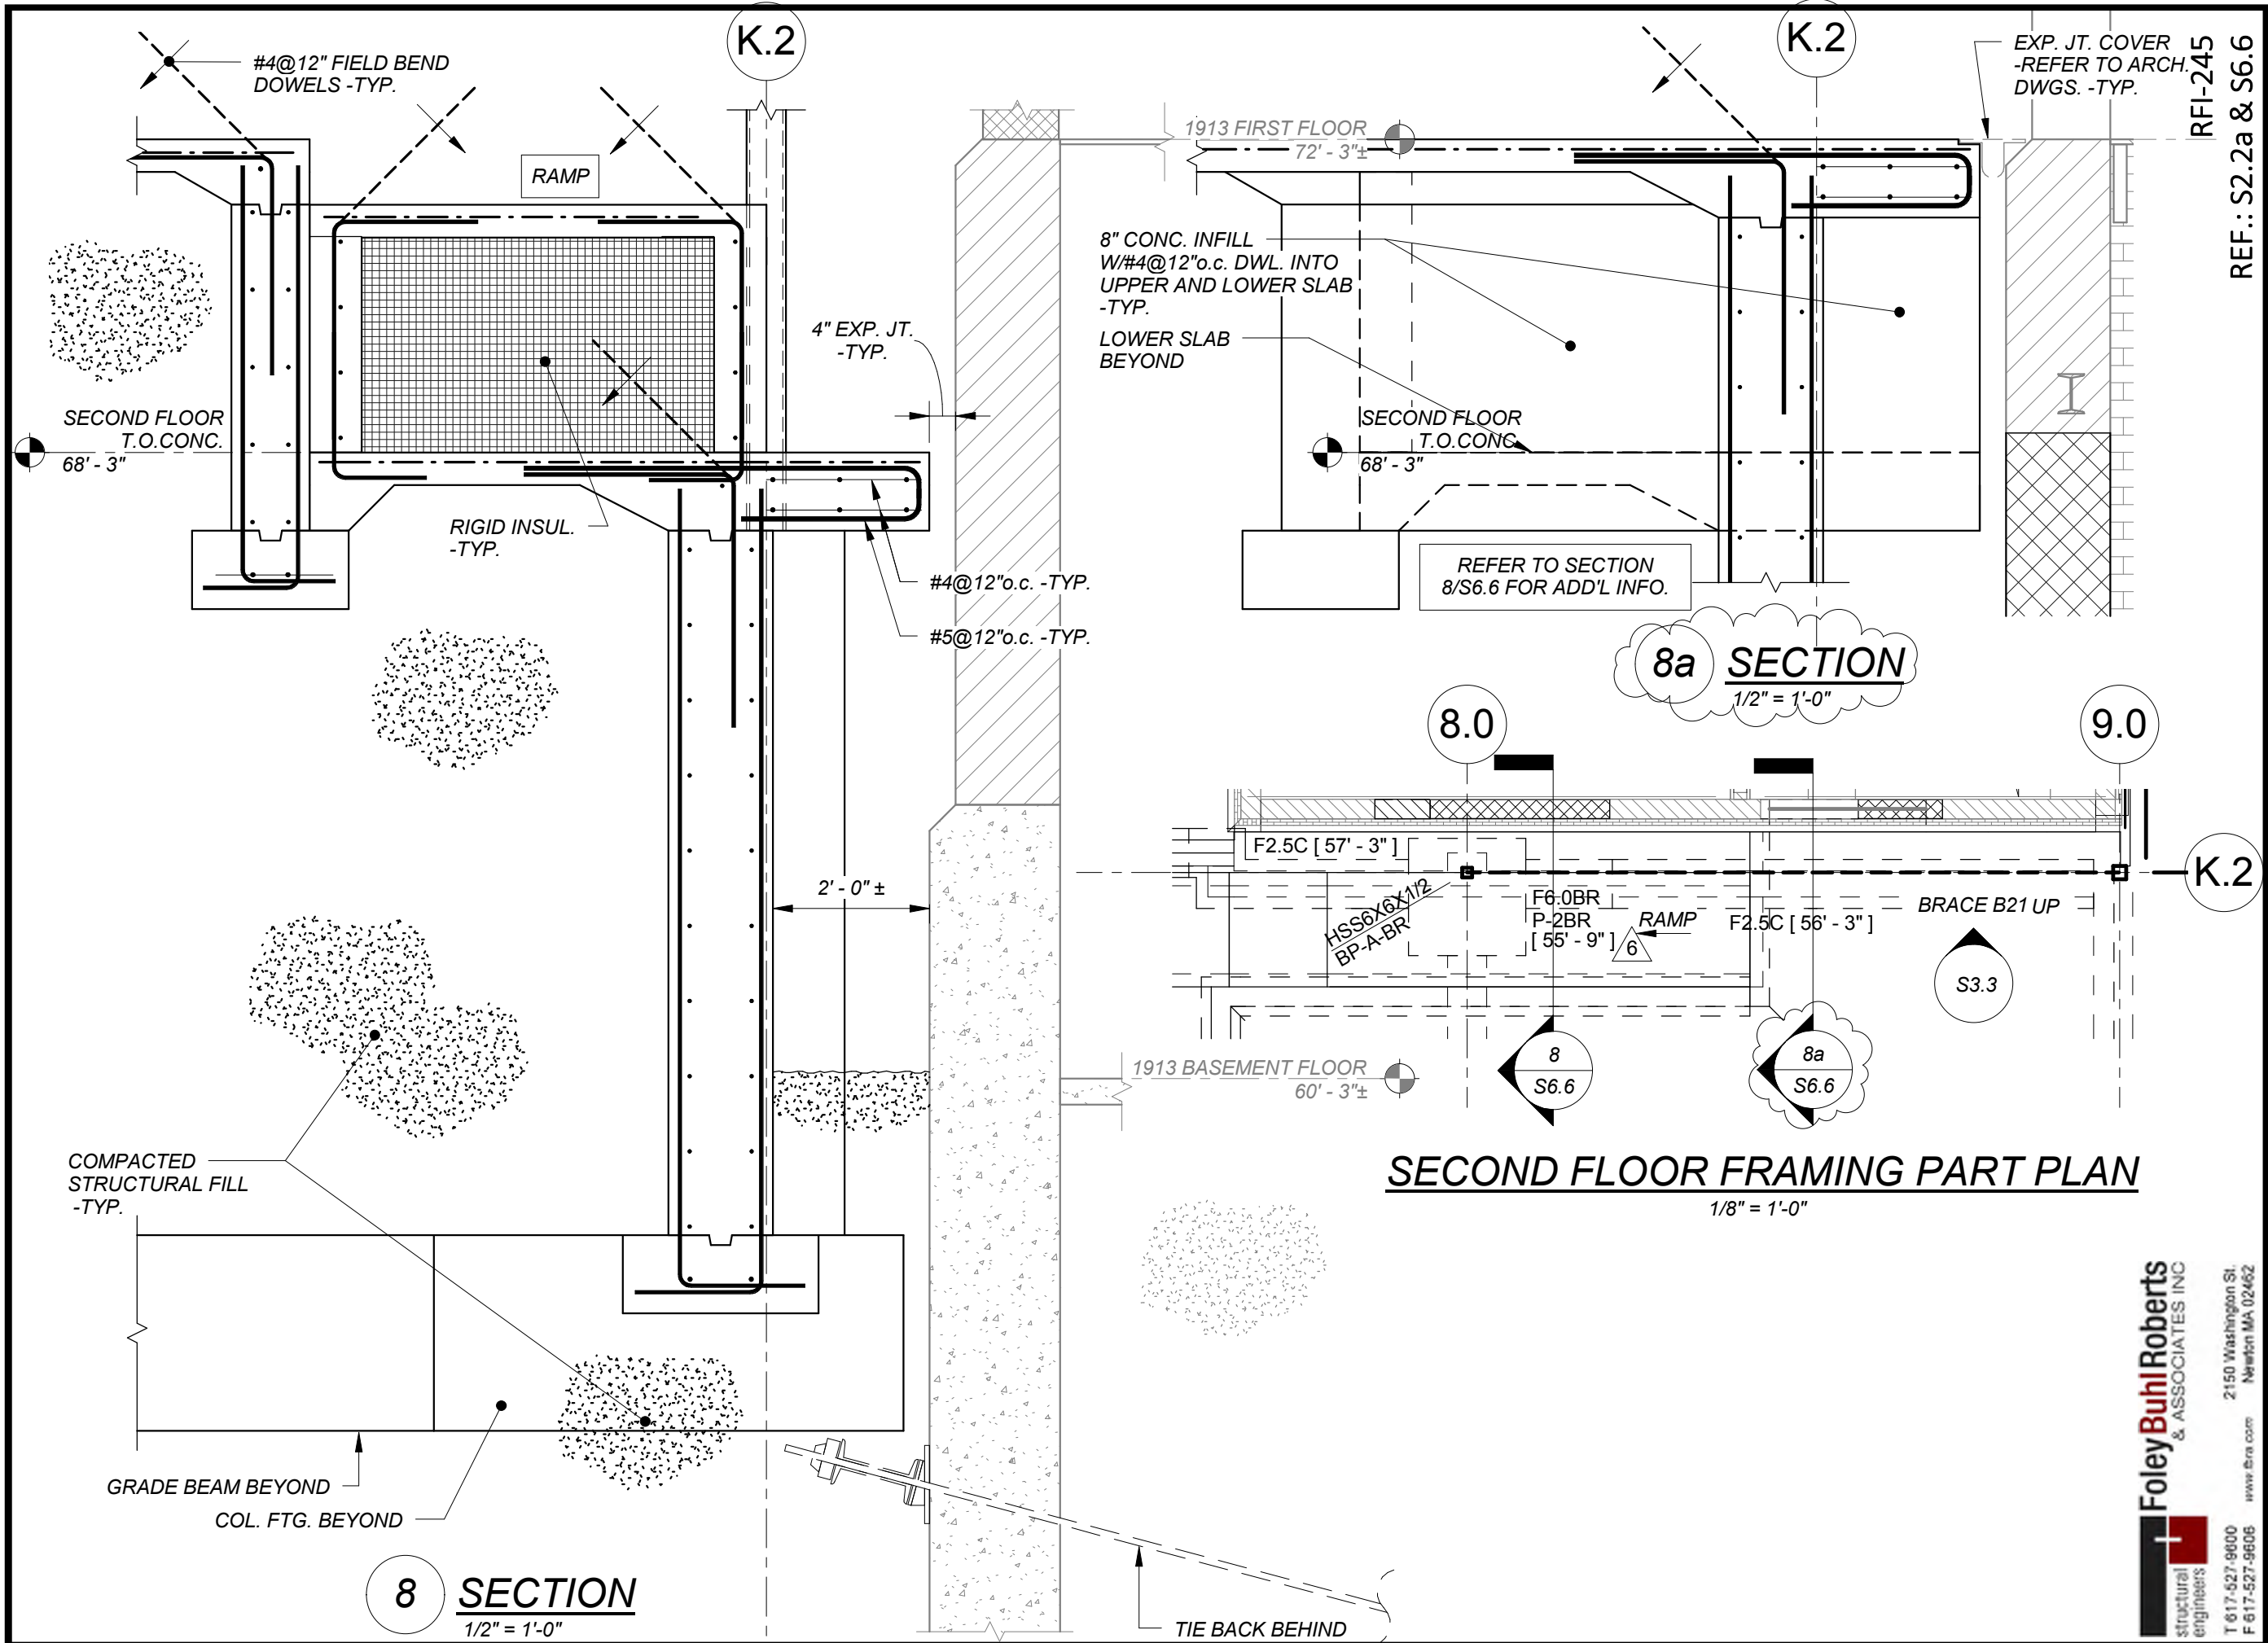 K.2
#4@12" FIELD BEND
DOWELS -TYP.
RAMP
4" EXP. JT.
-TYP.
SECOND FLOOR
T.O.CONC.
68' - 3"
RIGID INSUL.
-TYP.
#4@12"o.c. -TYP.
#5@12"o.c. -TYP.
2' - 0" ±
COMPACTED
STRUCTURAL FILL
-TYP.
GRADE BEAM BEYOND
COL. FTG. BEYOND
8 SECTION
1/2" = 1'-0"
TIE BACK BEHIND
1913 FIRST FLOOR
72' - 3"±
K.2
EXP. JT. COVER
-REFER TO ARCH.
DWGS. -TYP.
8" CONC. INFILL
W/#4@12"o.c. DWL. INTO
UPPER AND LOWER SLAB
-TYP.
LOWER SLAB
BEYOND
SECOND FLOOR
T.O.CONC.
68' - 3"
REFER TO SECTION
8/S6.6 FOR ADD'L INFO.
8a SECTION
1/2" = 1'-0"
8.0
9.0
K.2
F2.5C [ 57' - 3" ]
HSS6X6X1/2
BP-A-BR
F6.0BR
P-2BR
[ 55' - 9" ]
6
RAMP
F2.5C [ 56' - 3" ]
BRACE B21 UP
S3.3
8
S6.6
8a
S6.6
1913 BASEMENT FLOOR
60' - 3"±
SECOND FLOOR FRAMING PART PLAN
1/8" = 1'-0"
RFI-245
REF.: S2.2a & S6.6
FoleyBuhlRoberts
& ASSOCIATES INC
structural
engineers
2150 Washington St.
Newton MA 02462
T 617-527-9600
F 617-527-9606
www.fbra.com